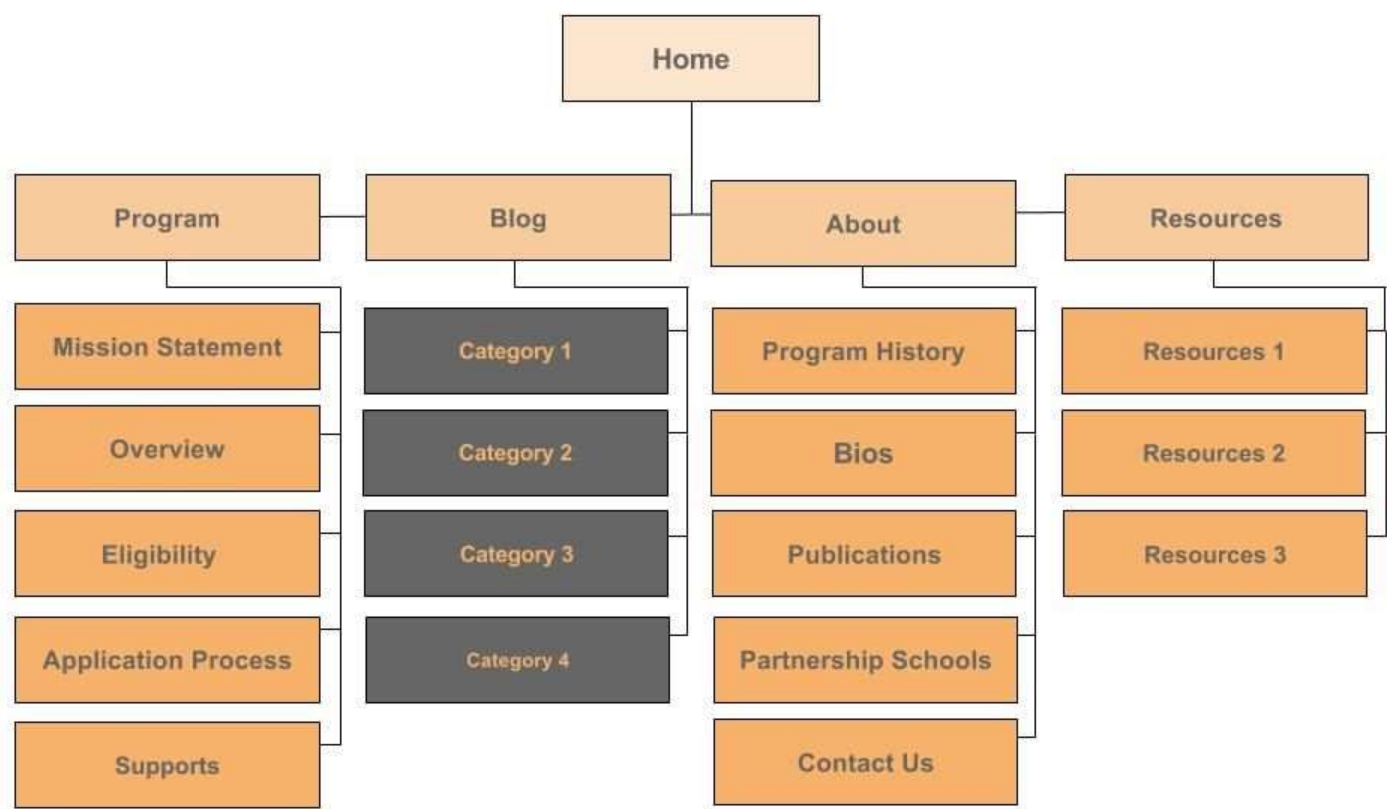 Home
Program
Blog
About
Resources
Mission Statement
Overview
Eligibility
Application Process
Supports
Category 1
Category 2
Category 3
Category 4
Program History
Bios
Publications
Partnership Schools
Contact Us
Resources 1
Resources 2
Resources 3